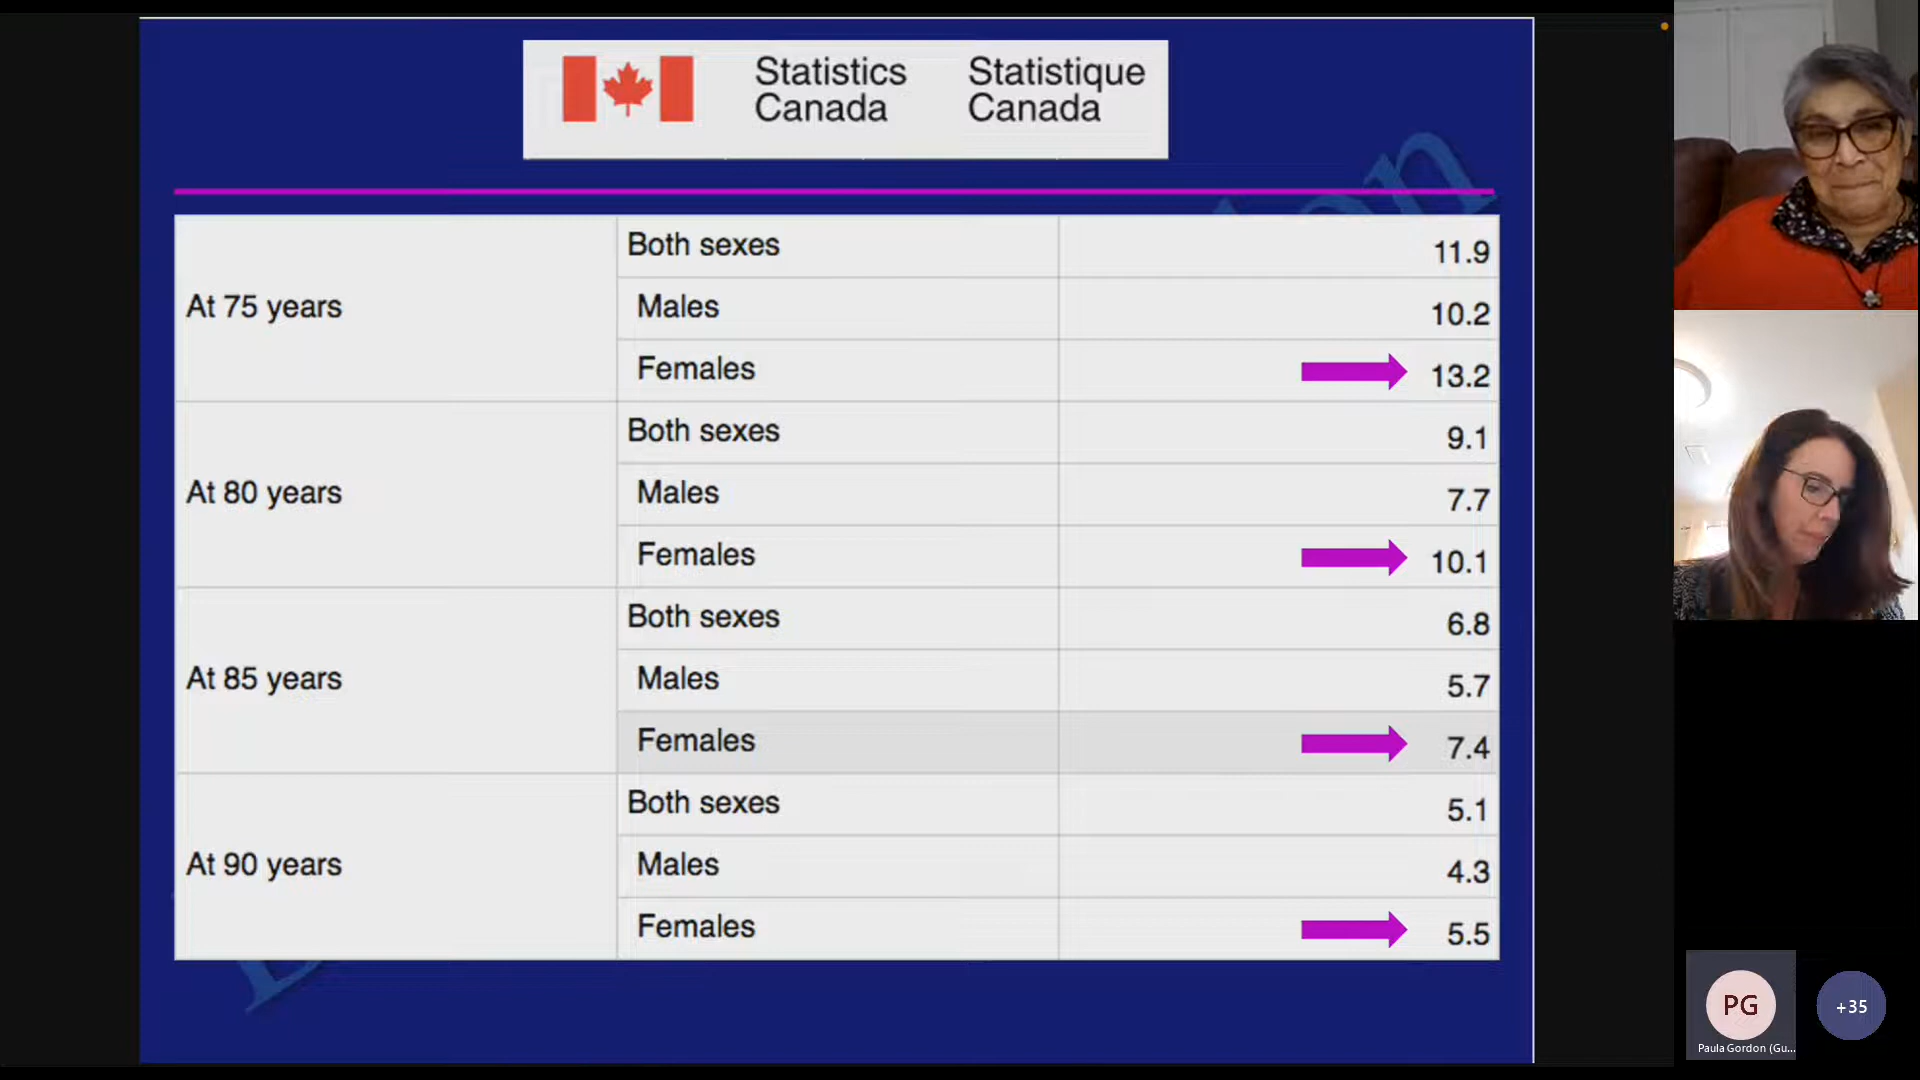 Statistics
Canada
Statistique
Canada
At 75 years
Both sexes
11.9
Males
10.2
Females
13.2
At 80 years
Both sexes
9.1
Males
7.7
Females
10.1
At 85 years
Both sexes
6.8
Males
5.7
Females
7.4
At 90 years
Both sexes
5.1
Males
4.3
Females
5.5
PG
Paula Gordon (Gu...
+35